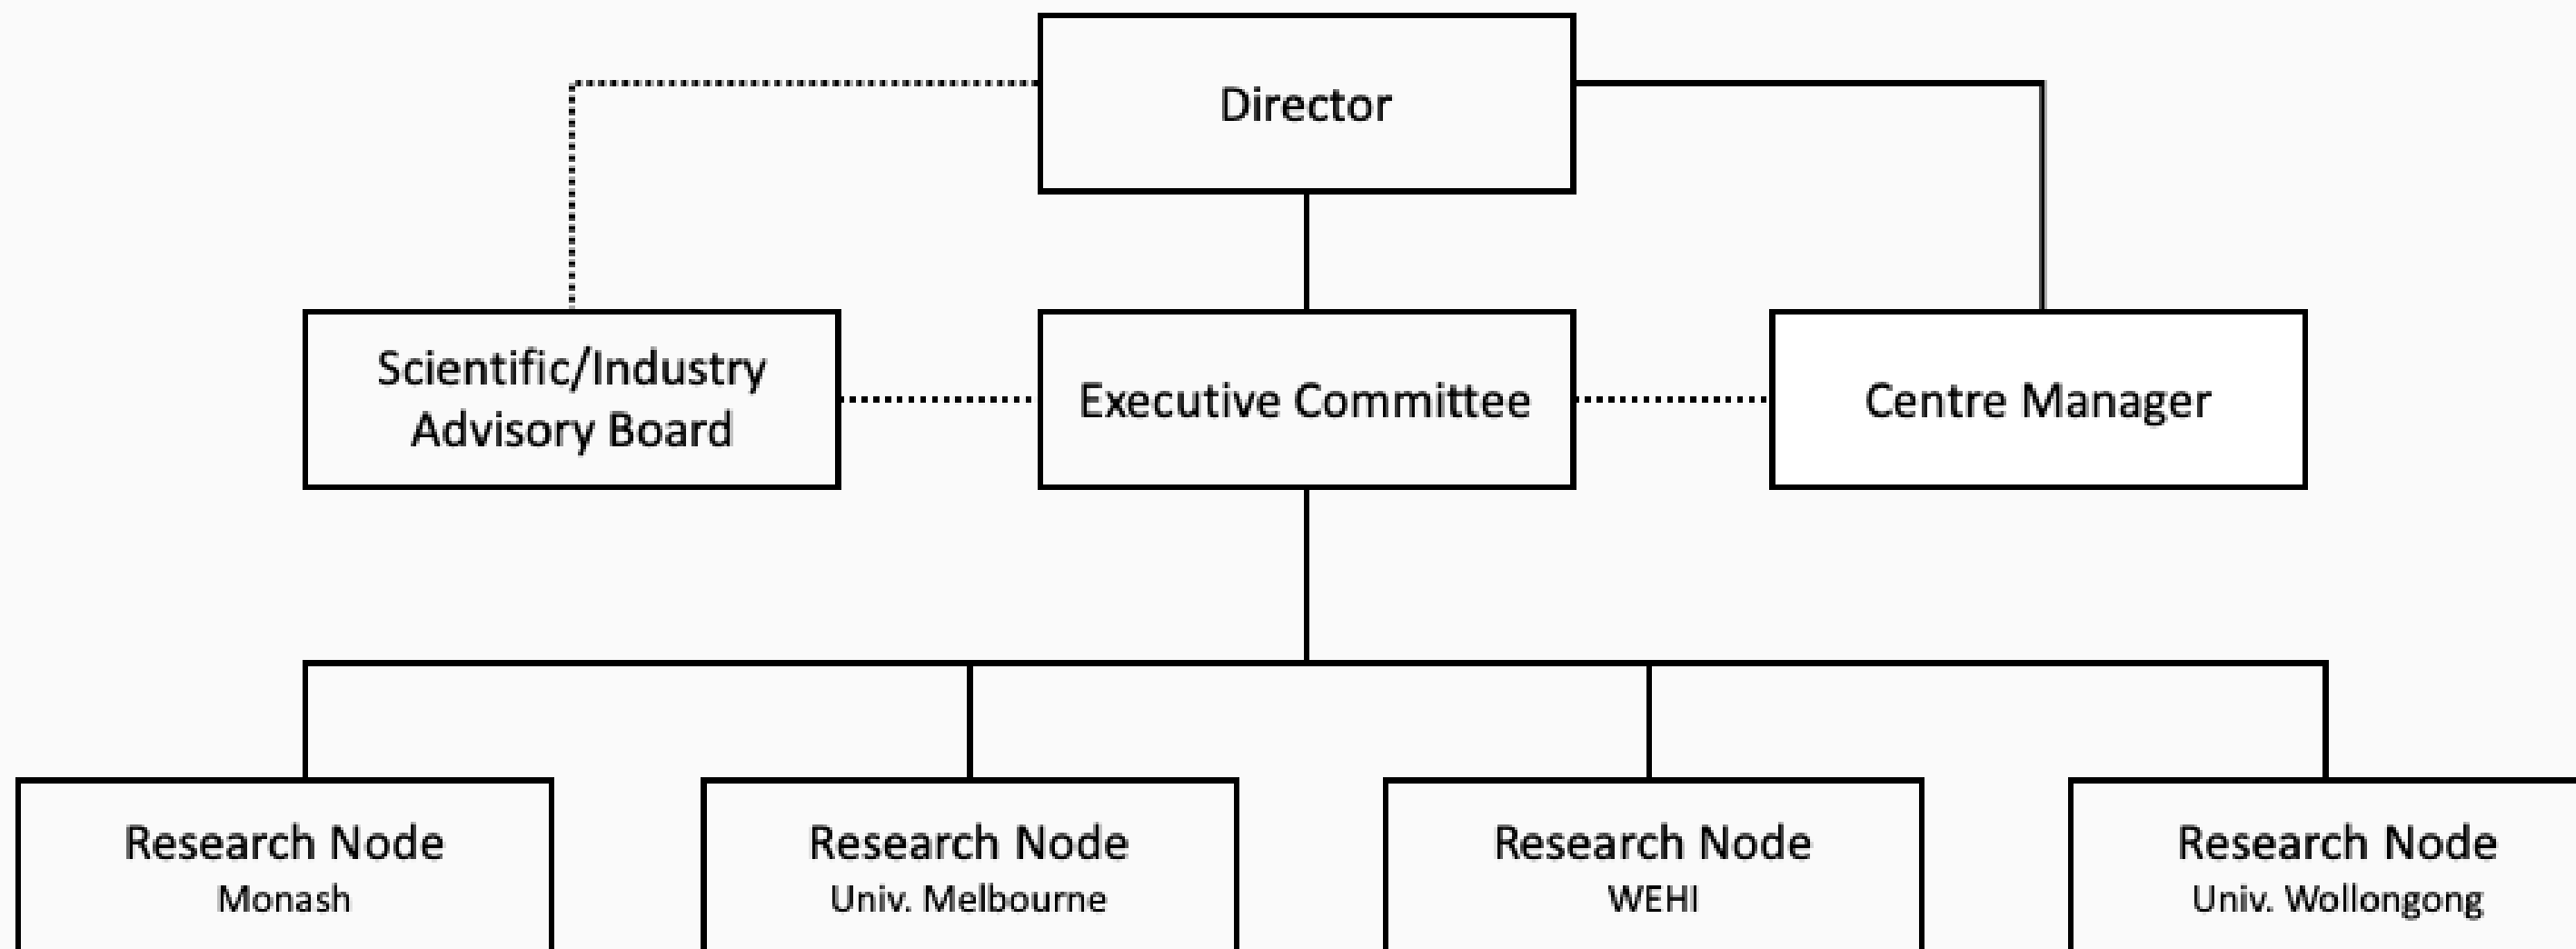 Director
Scientific/Industry
Advisory Board
Executive Committee
Centre Manager
Research Node
Monash
Research Node
Univ. Melbourne
Research Node
WEHI
Research Node
Univ. Wollongong